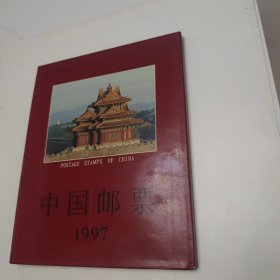 POSTAGE STAMPS OF CHINA
中国邮票
1997